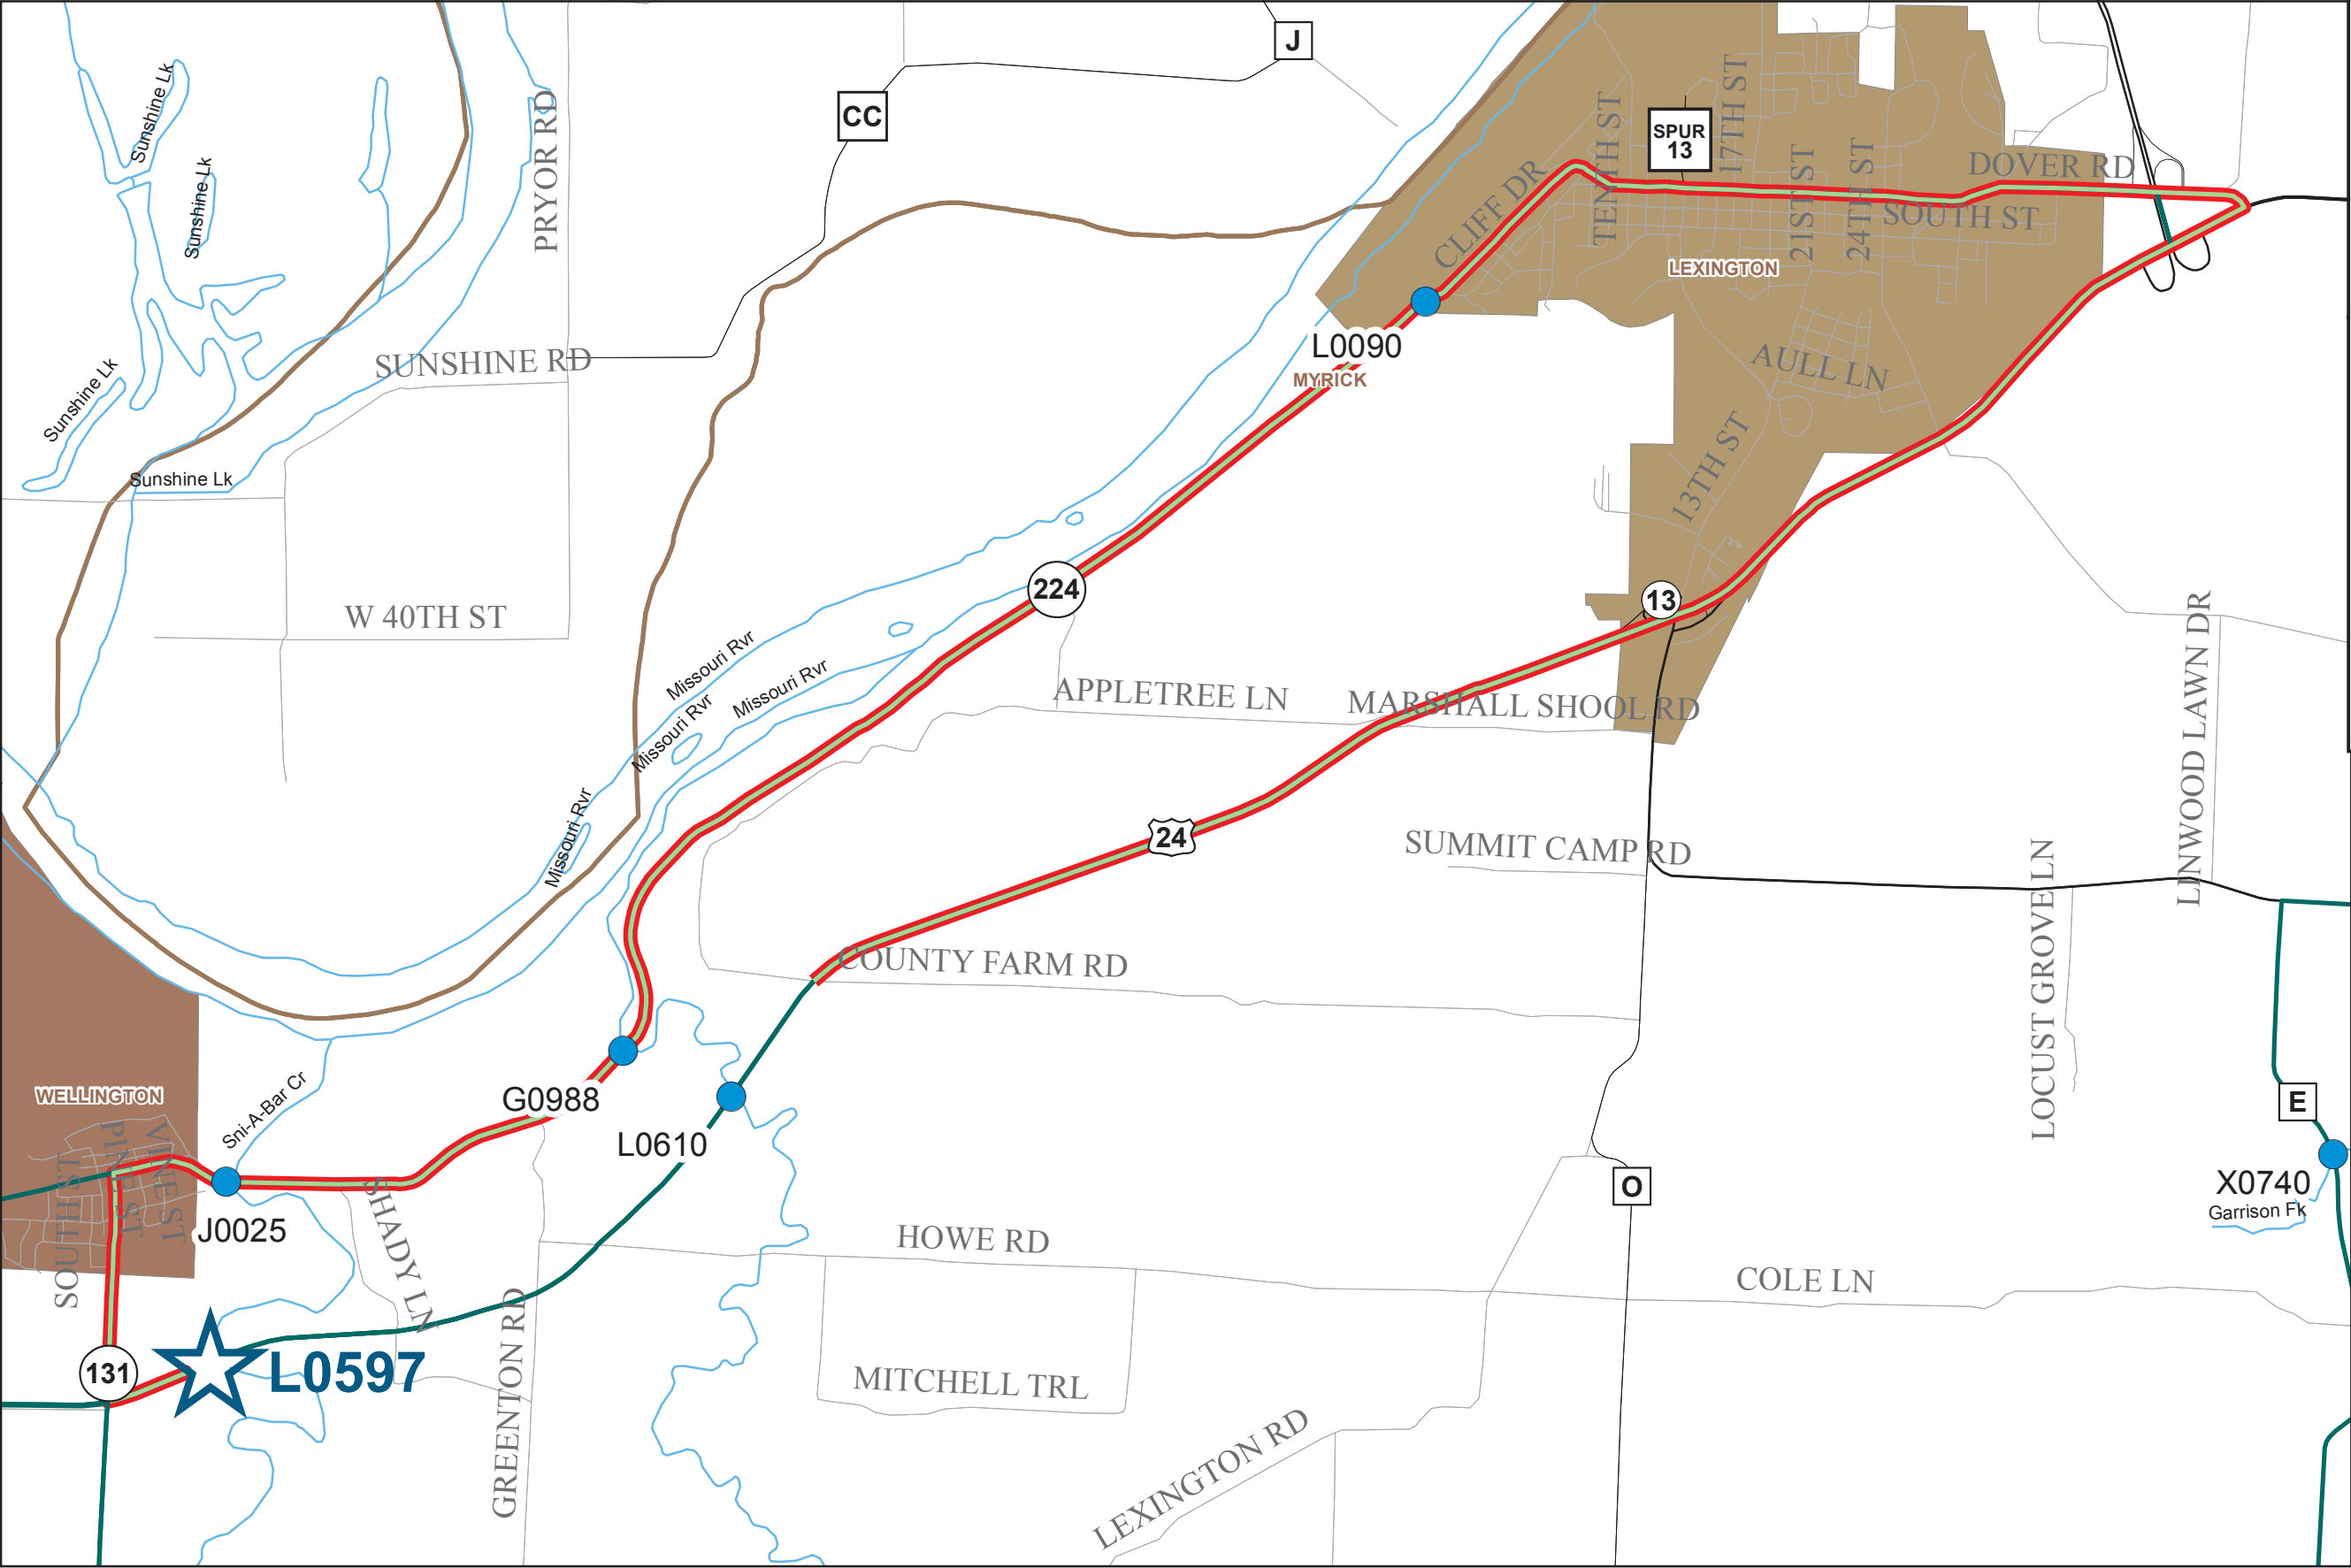 J
CC
SPUR
13
Sunshine Lk
Sunshine Lk
PRYOR RD
CLIFF DR
TENTH ST
17TH ST
21ST ST
24TH ST
DOVER RD
SOUTH ST
LEXINGTON
SUNSHINE RD
Sunshine Lk
Sunshine Lk
L0090
MYRICK
AULL LN
13TH ST
224
13
W 40TH ST
Missouri Rvr
Missouri Rvr
Missouri Rvr
Missouri Rvr
APPLETREE LN
MARSHALL SHOOL RD
LINWOOD LAWN DR
24
SUMMIT CAMP RD
COUNTY FARM RD
LOCUST GROVE LN
WELLINGTON
Sni-A-Bar Cr
G0988
L0610
E
X0740
Garrison Fk
O
SOUTH ST
PINE ST
VINE ST
J0025
SHADY LN
HOWE RD
COLE LN
131
L0597
GREENTON RD
MITCHELL TRL
LEXINGTON RD